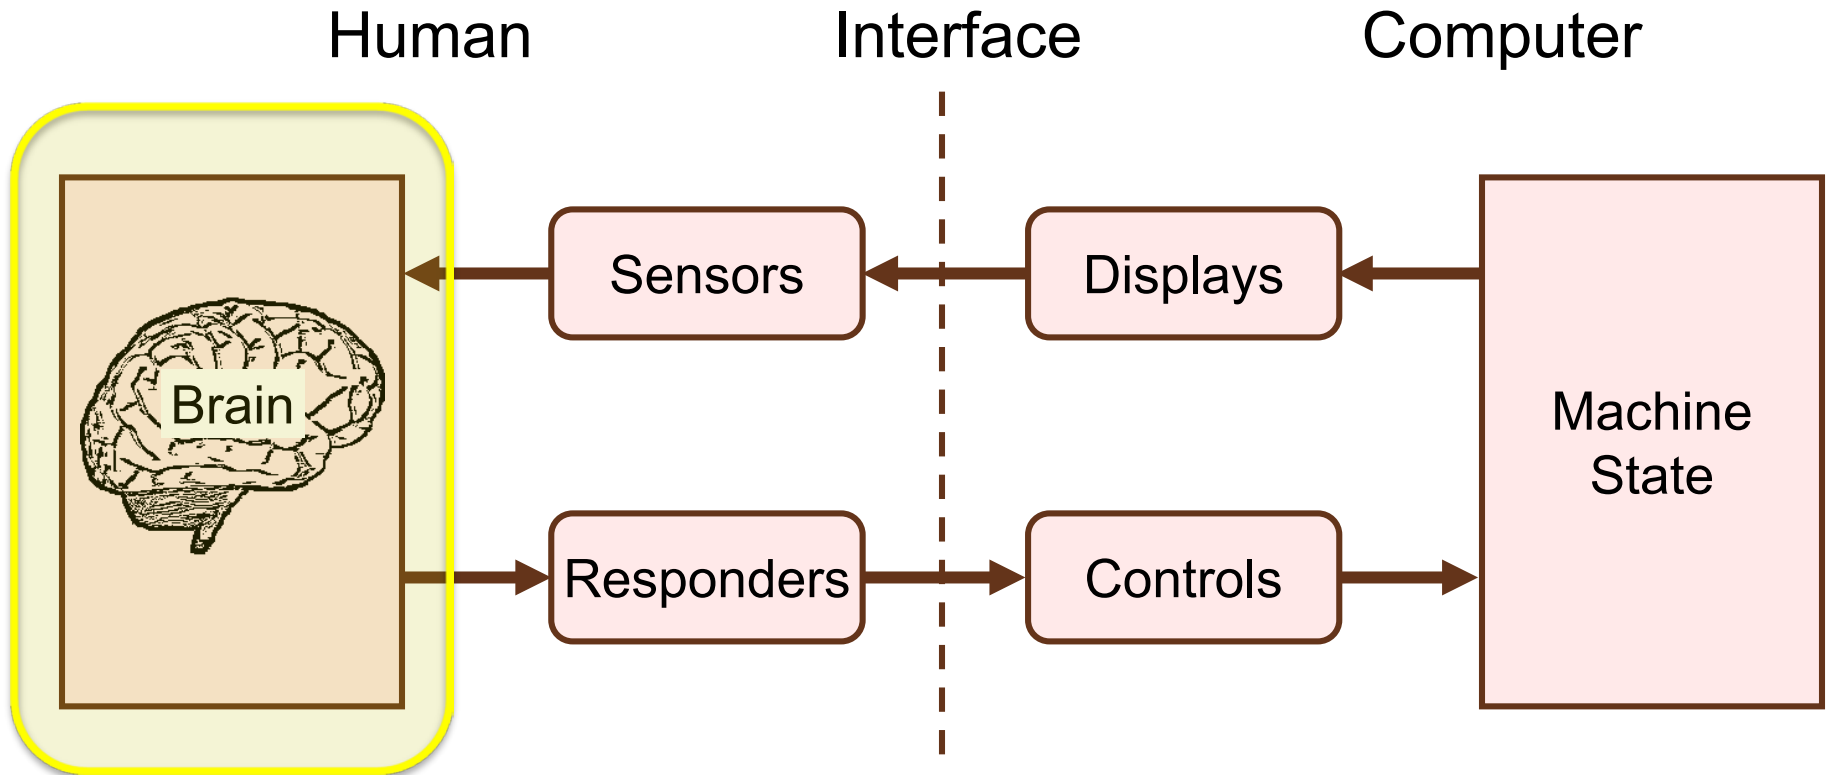 Human
Interface
Computer
Sensors
Displays
Brain
Machine
State
Responders
Controls